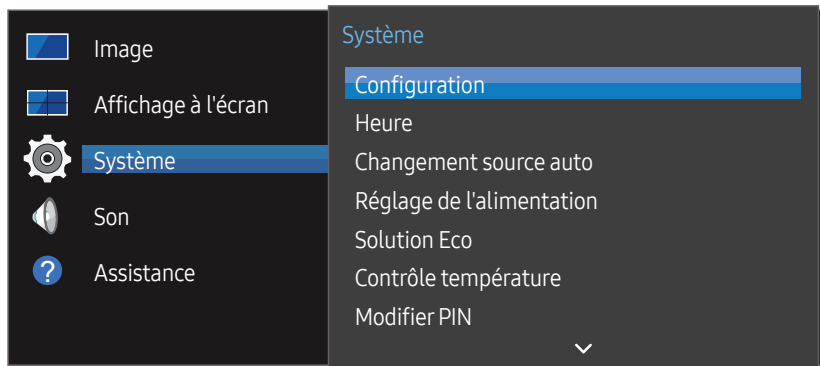 Image
Affichage à l'écran
Système
Son
Assistance
Système
Configuration
Heure
Changement source auto
Réglage de l'alimentation
Solution Eco
Contrôle température
Modifier PIN